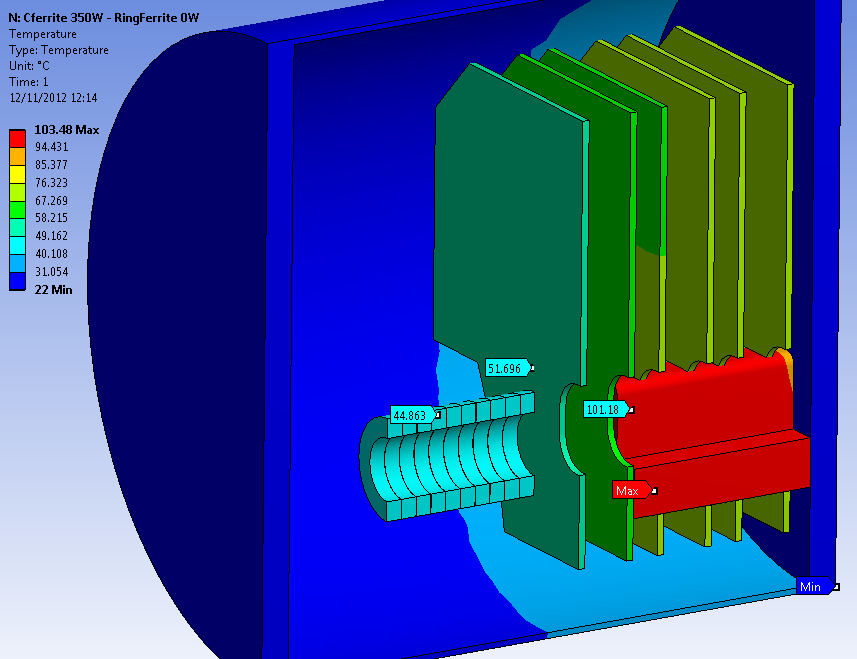 N: Cferrite 350W - RingFerrite 0W
Temperature
Type: Temperature
Unit: °C
Time: 1
12/11/2012 12:14
103.48 Max
94.431
85.377
76.323
67.269
58.215
49.162
40.108
31.054
22 Min
51.696
44.863
101.18
Max
Min